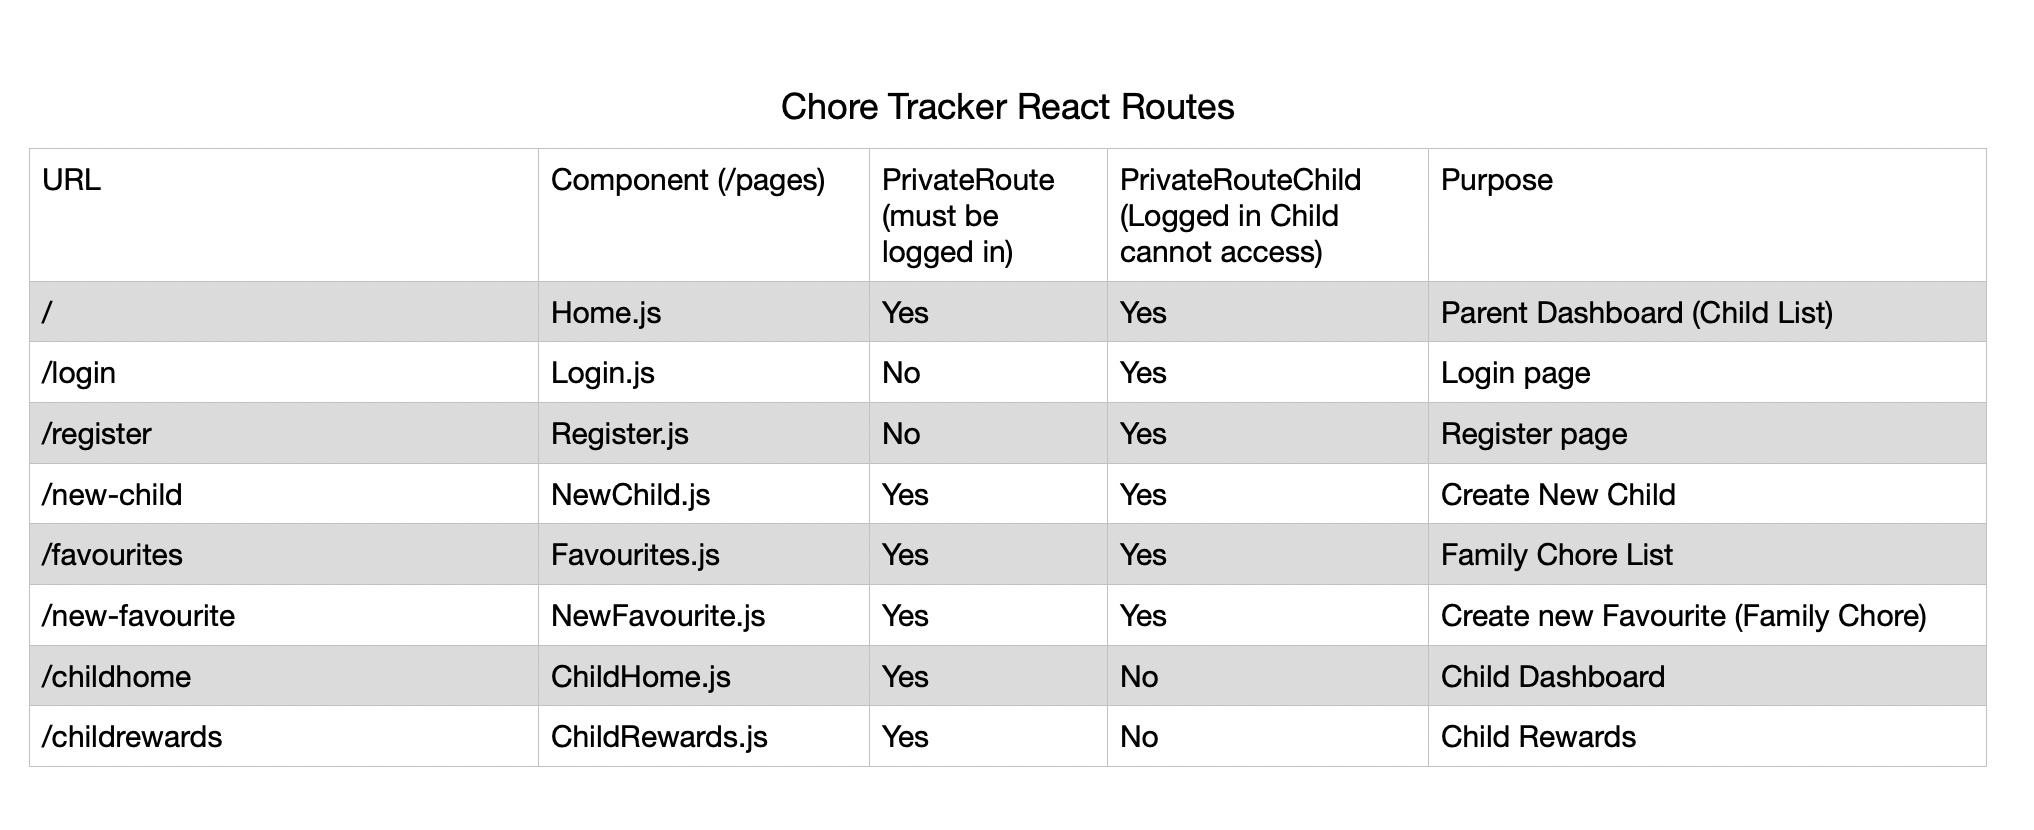 Chore Tracker React Routes
URL
Component (/pages)
PrivateRoute
(must be
logged in)
PrivateRouteChild
(Logged in Child
cannot access)
Purpose
/ Home.js Yes Yes Parent Dashboard (Child List)
/login Login.js No Yes Login page
/register Register.js No Yes Register page
/new-child NewChild.js Yes Yes Create New Child
/favourites Favourites.js Yes Yes Family Chore List
/new-favourite NewFavourite.js Yes Yes Create new Favourite (Family Chore)
/childhome ChildHome.js Yes No Child Dashboard
/childrewards ChildRewards.js Yes No Child Rewards